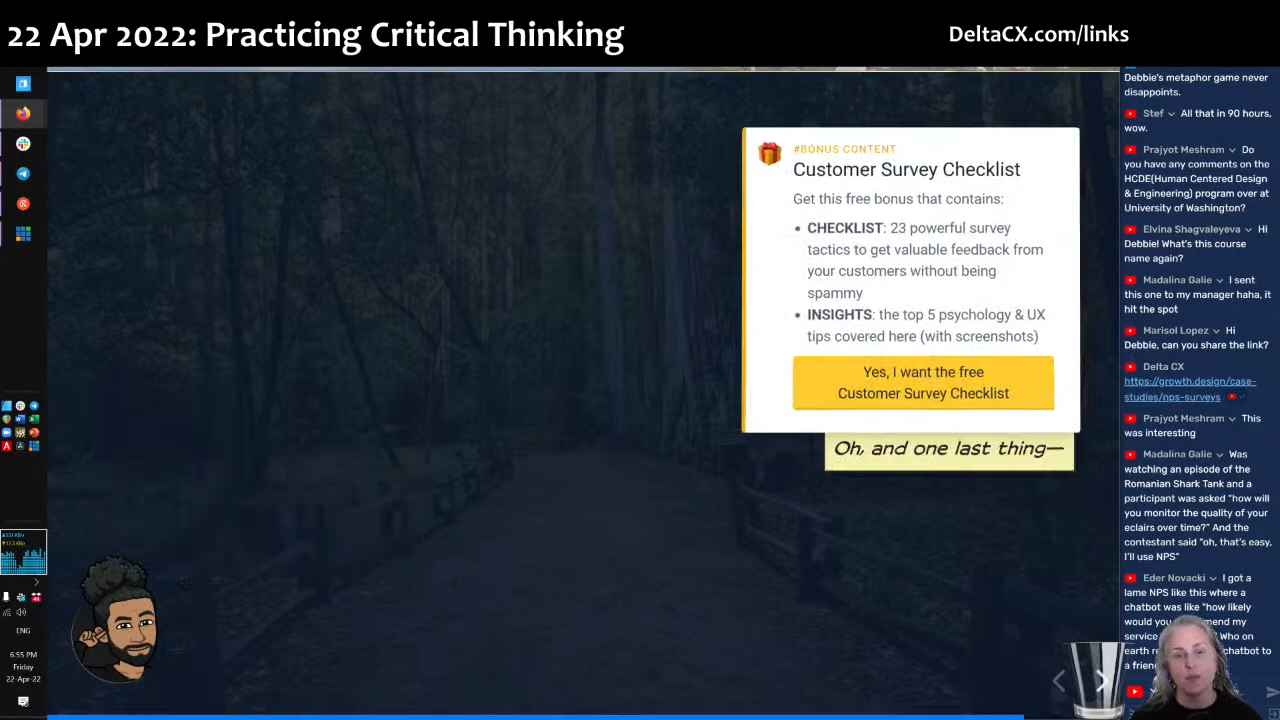 22 Apr 2022: Practicing Critical Thinking
DeltaCX.com/links
#BONUS CONTENT
Customer Survey Checklist
Get this free bonus that contains:
• CHECKLIST: 23 powerful survey
tactics to get valuable feedback from
your customers without being
spammy
• INSIGHTS: the top 5 psychology & UX
tips covered here (with screenshots)
Yes, I want the free
Customer Survey Checklist
Oh, and one last thing—
Debbie's metaphor game never
disappoints.
Stef All that in 90 hours,
wow.
Prajyot Meshram Do
you have any comments on the
HCDE(Human Centered Design
& Engineering) program over at
University of Washington?
Elvina Shagvaleyeva Hi
Debbie! What's this course
name again?
Madalina Galie I sent
this one to my manager haha, it
hit the spot
Marisol Lopez Hi
Debbie, can you share the link?
Delta CX
https://growth.design/case-
studies/nps-surveys
Prajyot Meshram This
was interesting
Madalina Galie Was
watching an episode of the
Romanian Shark Tank and a
participant was asked "how will
you monitor the quality of your
eclairs over time?" And the
contestant said "oh, that's easy,
I'll use NPS"
Eder Novacki I got a
lame NPS like this where a
chatbot was like "how likely
would you mend my
service ? Who on
earth chatbot to
a frien
ENG
6:55 PM
Friday
22-Apr-22